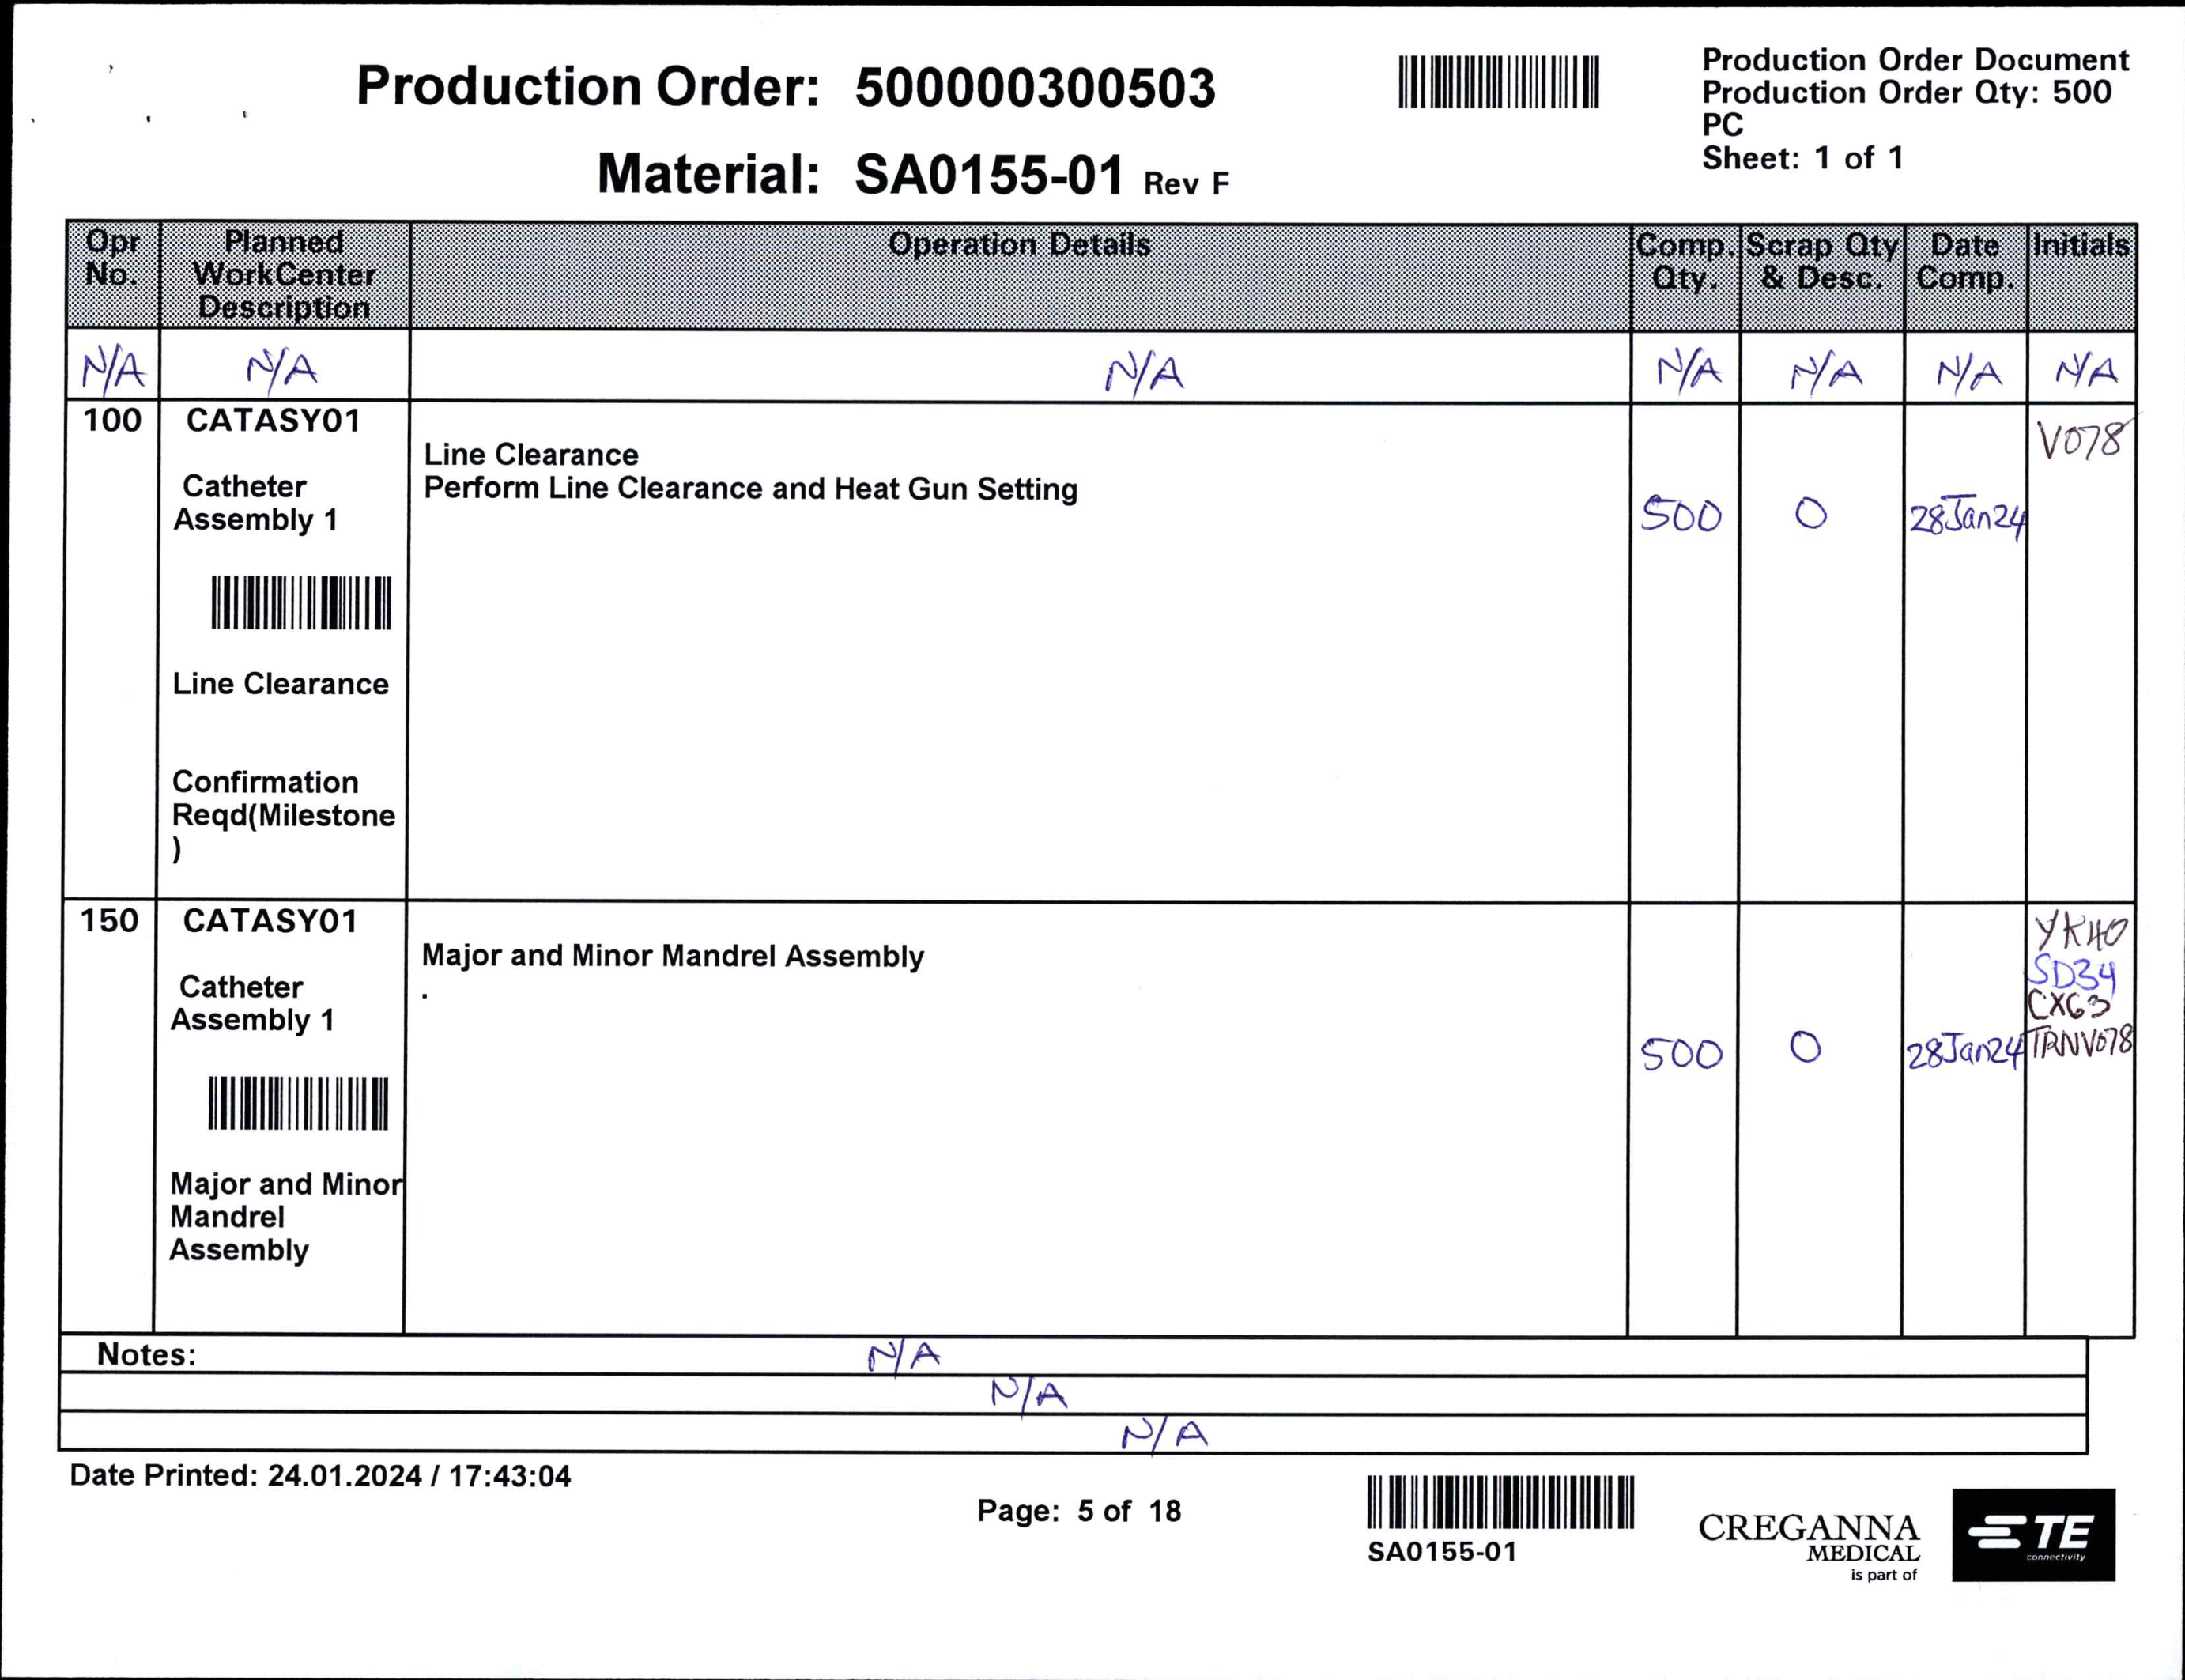 Production Order: 500000300503
Production Order Document
Production Order Qty: 500
PC
Sheet: 1 of 1
Material: SA0155-01 Rev F
Opr No. Planned WorkCenter Description Operation Details Comp. Qty. Scrap Qty & Desc. Date Comp. Initials
N/A N/A N/A N/A N/A N/A N/A
100 CATASY01
V078
Line Clearance
Catheter Perform Line Clearance and Heat Gun Setting
Assembly 1 500 0 28Jan24
Line Clearance
Confirmation
Reqd(Milestone
)
150 CATASY01
YK40
Major and Minor Mandrel Assembly
SD34
Catheter .
CX63
Assembly 1
500 0 28Jan24 TRNV078
Major and Minor
Mandrel
Assembly
Notes: N/A
N/A
N/A
Date Printed: 24.01.2024 / 17:43:04
Page: 5 of 18
SA0155-01
CREGANNA
MEDICAL
is part of
TE
connectivity